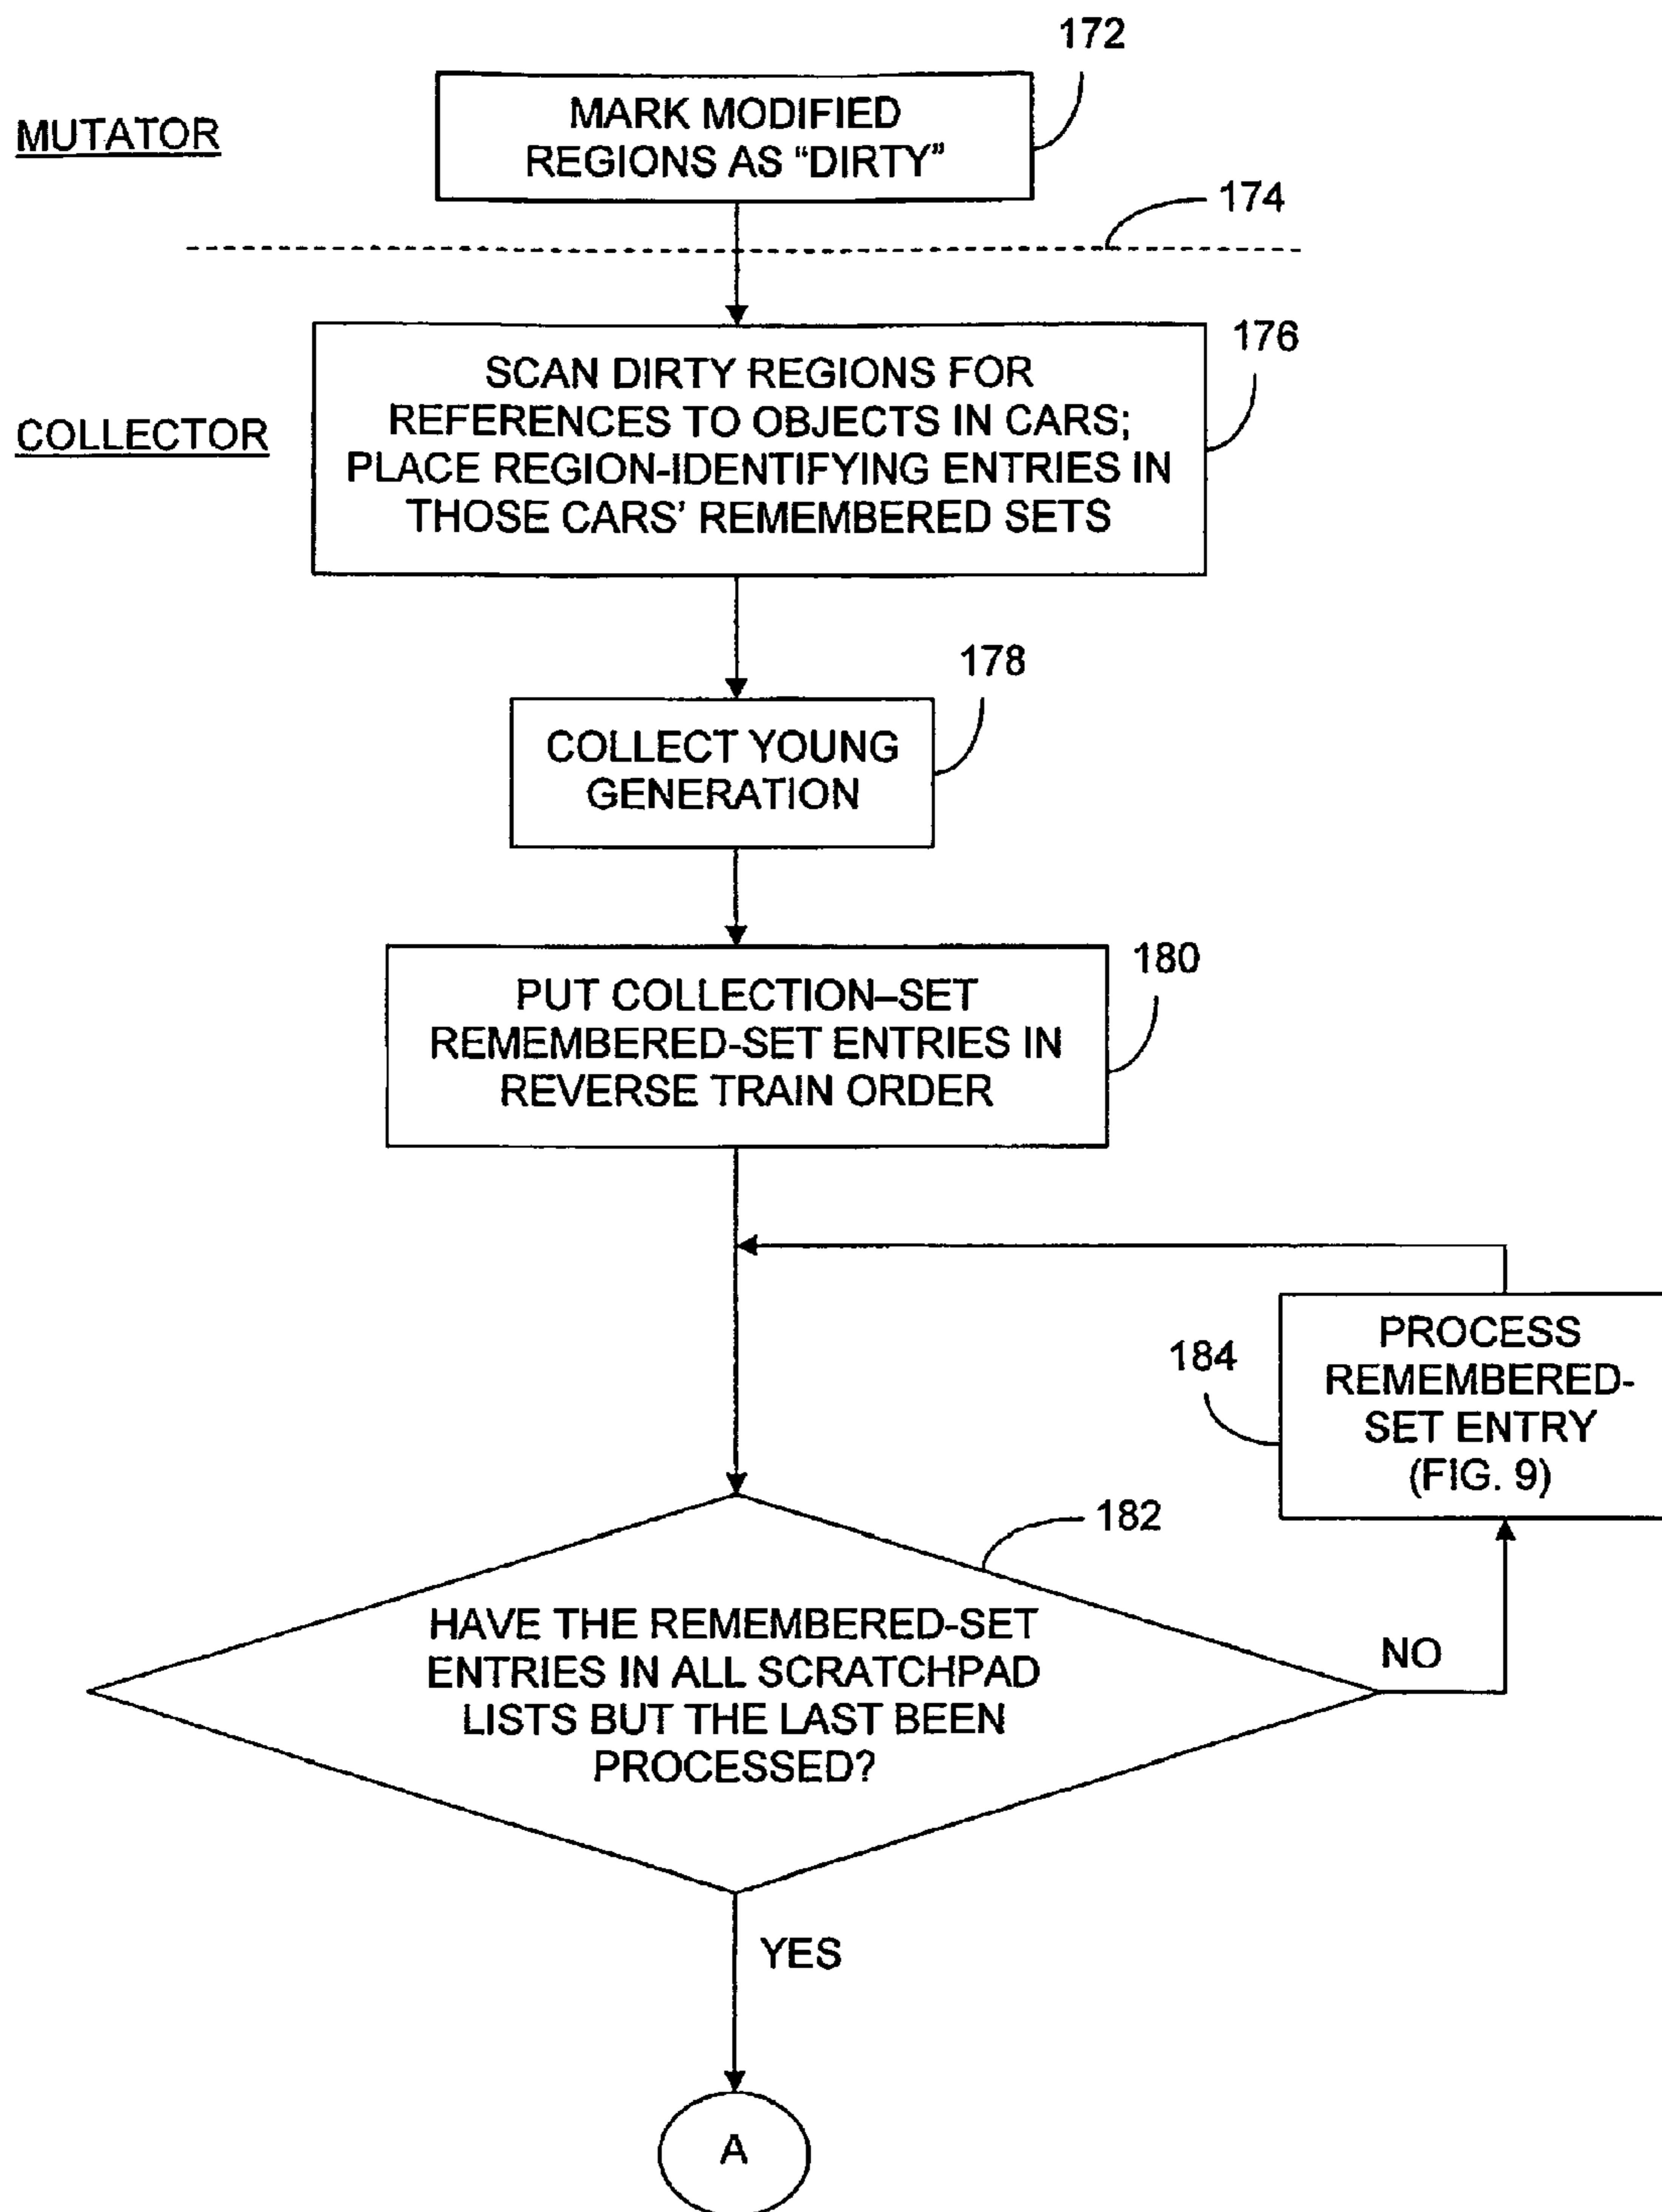 172
MUTATOR
MARK MODIFIED
REGIONS AS “DIRTY”
174
176
COLLECTOR
SCAN DIRTY REGIONS FOR
REFERENCES TO OBJECTS IN CARS;
PLACE REGION-IDENTIFYING ENTRIES IN
THOSE CARS’ REMEMBERED SETS
178
COLLECT YOUNG
GENERATION
180
PUT COLLECTION–SET
REMEMBERED-SET ENTRIES IN
REVERSE TRAIN ORDER
184
PROCESS
REMEMBERED-
SET ENTRY
(FIG. 9)
182
HAVE THE REMEMBERED-SET
ENTRIES IN ALL SCRATCHPAD
LISTS BUT THE LAST BEEN
PROCESSED?
NO
YES
A